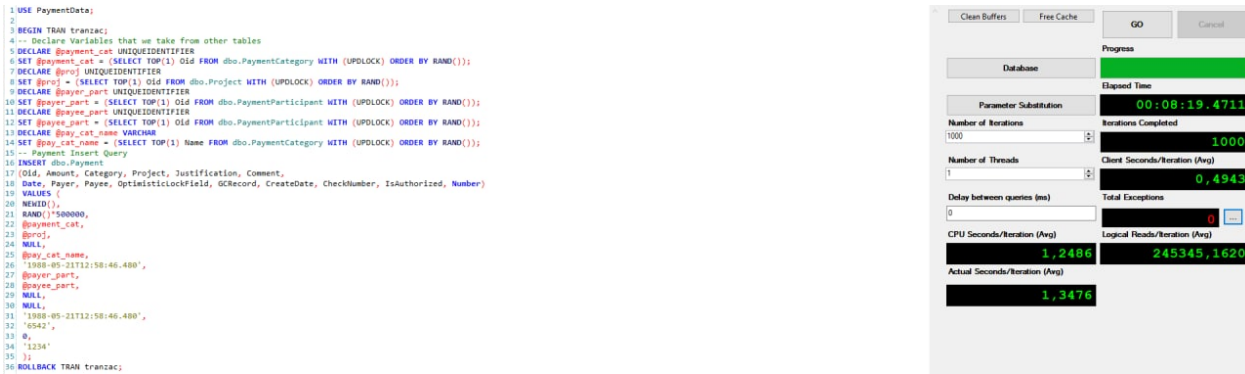 1 USE PaymentData;
2
3 BEGIN TRAN tranzac;
4 -- Declare Variables that we take from other tables
5 DECLARE @payment_cat UNIQUEIDENTIFIER
6 SET @payment_cat = (SELECT TOP(1) Oid FROM dbo.PaymentCategory WITH (UPDLOCK) ORDER BY RAND());
7 DECLARE @proj UNIQUEIDENTIFIER
8 SET @proj = (SELECT TOP(1) Oid FROM dbo.Project WITH (UPDLOCK) ORDER BY RAND());
9 DECLARE @payer_part UNIQUEIDENTIFIER
10 SET @payer_part = (SELECT TOP(1) Oid FROM dbo.PaymentParticipant WITH (UPDLOCK) ORDER BY RAND());
11 DECLARE @payee_part UNIQUEIDENTIFIER
12 SET @payee_part = (SELECT TOP(1) Oid FROM dbo.PaymentParticipant WITH (UPDLOCK) ORDER BY RAND());
13 DECLARE @pay_cat_name VARCHAR
14 SET @pay_cat_name = (SELECT TOP(1) Name FROM dbo.PaymentCategory WITH (UPDLOCK) ORDER BY RAND());
15 -- Payment Insert Query
16 INSERT dbo.Payment
17 (Oid, Amount, Category, Project, Justification, Comment,
18 Date, Payer, Payee, OptimisticLockField, GCRecord, CreateDate, CheckNumber, IsAuthorized, Number)
19 VALUES (
20 NEWID(),
21 RAND()*500000,
22 @payment_cat,
23 @proj,
24 NULL,
25 @pay_cat_name,
26 '1988-05-21T12:58:46.480',
27 @payer_part,
28 @payee_part,
29 NULL,
30 NULL,
31 '1988-05-21T12:58:46.480',
32 '6542',
33 0,
34 '1234'
35 );
36 ROLLBACK TRAN tranzac;
Clean Buffers Free Cache
GO Cancel
Progress
Database
Elapsed Time
Parameter Substitution 00:08:19.4711
Number of Iterations Iterations Completed
1000 1000
Number of Threads Client Seconds/Iteration (Avg)
1 0,4943
Delay between queries (ms) Total Exceptions
0 0 ...
CPU Seconds/Iteration (Avg) Logical Reads/Iteration (Avg)
1,2486 245345,1620
Actual Seconds/Iteration (Avg)
1,3476